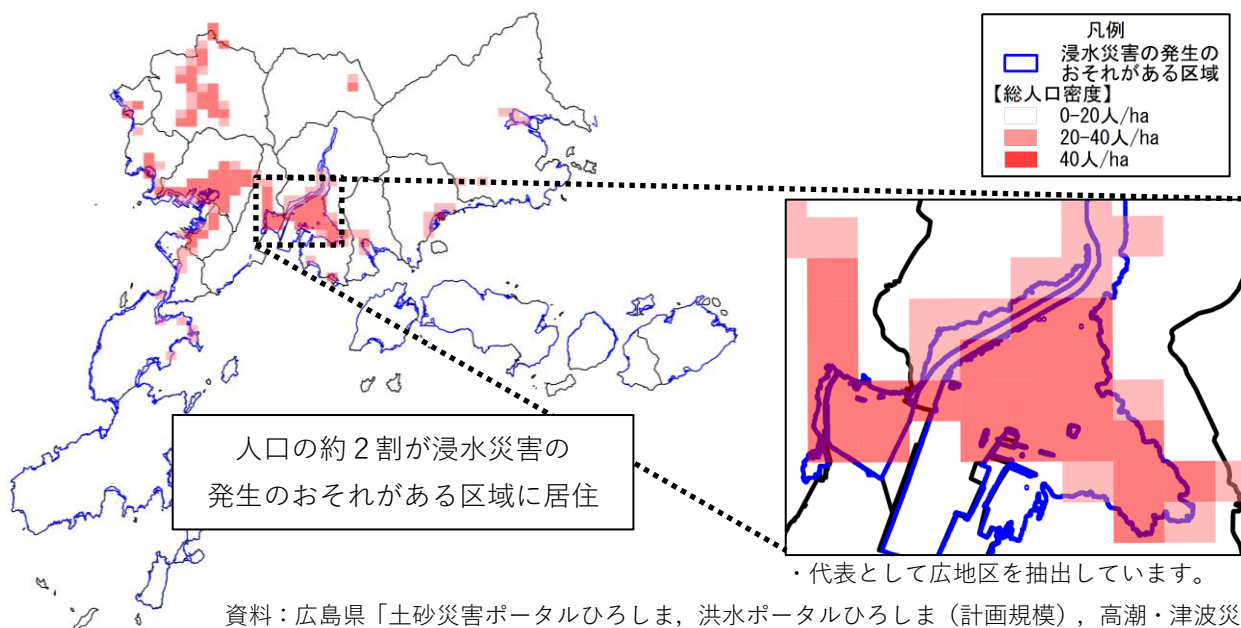 凡例
浸水災害の発生の
おそれがある区域
【総人口密度】
0-20人/ha
20-40人/ha
40人/ha
人口の約２割が浸水災害の
発生のおそれがある区域に居住
・代表として広地区を抽出しています。
資料：広島県「土砂災害ポータルひろしま，洪水ポータルひろしま（計画規模），高潮・津波災